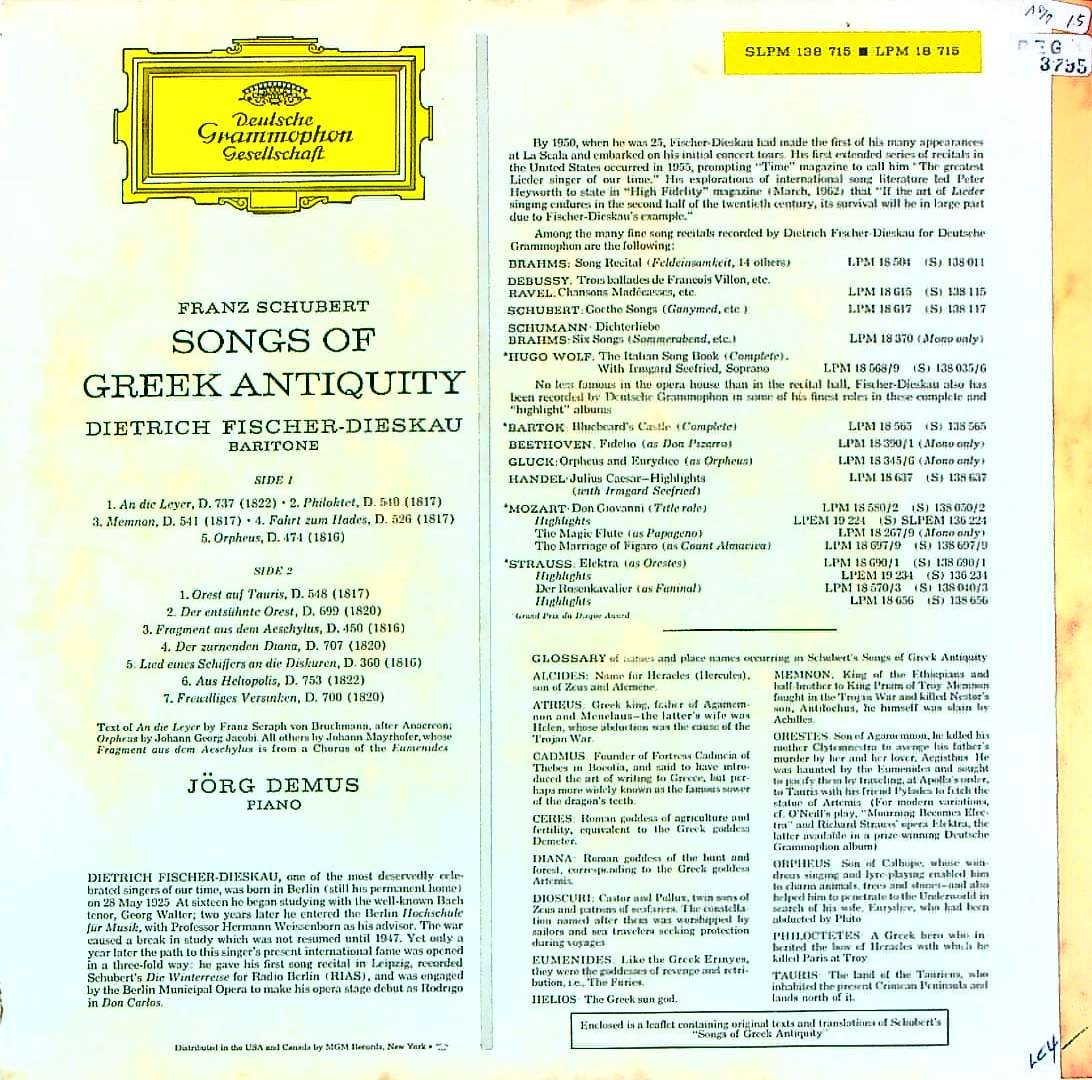 Deutsche
Grammophon
Gesellschaft
FRANZ SCHUBERT
SONGS OF
GREEK ANTIQUITY
DIETRICH FISCHER-DIESKAU
BARITONE
SIDE 1
1. An die Leyer, D. 737 (1822) • 2. Philoktet, D. 540 (1817)
3. Memnon, D. 541 (1817) • 4. Fahrt zum Hades, D. 526 (1817)
5. Orpheus, D. 474 (1816)
SIDE 2
1. Orest auf Tauris, D. 548 (1817)
2. Der entsühnte Orest, D. 699 (1820)
3. Fragment aus dem Aeschylus, D. 450 (1816)
4. Der zurnenden Diana, D. 707 (1820)
5. Lied eines Schiffers an die Diskuren, D. 360 (1816)
6. Aus Heliopolis, D. 753 (1822)
7. Freiwilliges Versinken, D. 700 (1820)
Text of An die Leyer by Franz Seraph von Bruchmann, after Anacreon;
Orpheus by Johann Georg Jacobi. All others by Johann Mayrhofer, whose
Fragment aus dem Aeschylus is from a Chorus of the Eumenides
JÖRG DEMUS
PIANO
DIETRICH FISCHER-DIESKAU, one of the most deservedly cele-
brated singers of our time, was born in Berlin (still his permanent home)
on 28 May 1925 At sixteen he began studying with the well-known Bach
tenor, Georg Walter; two years later he entered the Berlin Hochschule
für Musik, with Professor Hermann Weissenborn as his advisor. The war
caused a break in study which was not resumed until 1947. Yet only a
year later the path to this singer's present international fame was opened
in a three-fold way: he gave his first song recital in Leipzig, recorded
Schubert's Die Winterreise for Radio Berlin (RIAS), and was engaged
by the Berlin Municipal Opera to make his opera stage debut as Rodrigo
in Don Carlos.
Distributed in the USA and Canada by MGM Records, New York •
SLPM 138 715 ■ LPM 18 715
15
3795
By 1950, when he was 25, Fischer-Dieskau had made the first of his many appearances
at La Scala and embarked on his initial concert tours. His first extended series of recitals in
the United States occurred in 1955, prompting "Time" magazine to call him "The greatest
Lieder singer of our time." His explorations of international song literature led Peter
Heyworth to state in "High Fidelity" magazine (March, 1962) that "If the art of Lieder
singing endures in the second half of the twentieth century, its survival will be in large part
due to Fischer-Dieskau's example."
Among the many fine song recitals recorded by Dietrich Fischer-Dieskau for Deutsche
Grammophon are the following:
BRAHMS: Song Recital (Feldeinsamkeit, 14 others) LPM 18 504 (S) 138 011
DEBUSSY. Trois ballades de Francois Villon, etc.
RAVEL. Chansons Madécasses, etc. LPM 18 615 (S) 138 115
SCHUBERT: Goethe Songs (Ganymed, etc ) LPM 18 617 (S) 138 117
SCHUMANN· Dichterliebe
BRAHMS: Six Songs (Sommerabend, etc.) LPM 18 370 (Mono only)
*HUGO WOLF. The Italian Song Book (Complete).
With Irmgard Seefried, Soprano LPM 18 568/9 (S) 138 035/6
No less famous in the opera house than in the recital hall, Fischer-Dieskau also has
been recorded by Deutsche Grammophon in some of his finest roles in these complete and
"highlight" albums
*BARTOK: Bluebeard's Castle (Complete) LPM 18 565 (S) 138 565
BEETHOVEN. Fidelio (as Don Pizarro) LPM 18 390/1 (Mono only)
GLUCK: Orpheus and Eurydice (as Orpheus) LPM 18 345/6 (Mono only)
HANDEL· Julius Caesar—Highlights LPM 18 637 (S) 138 637
(with Irmgard Seefried)
*MOZART· Don Giovanni (Title role) LPM 18 580/2 (S) 138 050/2
Highlights LPEM 19 224 (S) SLPEM 136 224
The Magic Flute (as Papageno) LPM 18 267/9 (Mono only)
The Marriage of Figaro (as Count Almaviva) LPM 18 697/9 (S) 138 697/9
*STRAUSS: Elektra (as Orestes) LPM 18 690/1 (S) 138 690/1
Highlights LPEM 19 234 (S) 136 234
Der Rosenkavalier (as Faninal) LPM 18 570/3 (S) 138 040/3
Highlights LPM 18 656 (S) 138 656
*Grand Prix du Disque Award
GLOSSARY of names and place names occurring in Schubert's Songs of Greek Antiquity
ALCIDES: Name for Heracles (Hercules),
son of Zeus and Alcmene.
ATREUS. Greek king, father of Agamem-
non and Menelaus—the latter's wife was
Helen, whose abduction was the cause of the
Trojan War.
CADMUS Founder of Fortress Cadmeia of
Thebes in Boeotia, and said to have intro-
duced the art of writing to Greece, but per-
haps more widely known as the famous sower
of the dragon's teeth.
CERES: Roman goddess of agriculture and
fertility, equivalent to the Greek goddess
Demeter.
DIANA: Roman goddess of the hunt and
forest, corresponding to the Greek goddess
Artemis.
DIOSCURI: Castor and Pollux, twin sons of
Zeus and patrons of seafarers. The constella-
tion named after them was worshipped by
sailors and sea travelers seeking protection
during voyages
EUMENIDES. Like the Greek Erinyes,
they were the goddesses of revenge and retri-
bution, i.e., The Furies.
HELIOS The Greek sun god.
MEMNON. King of the Ethiopians and
half-brother to King Priam of Troy Memnon
fought in the Trojan War and killed Nestor's
son, Antilochus, he himself was slain by
Achilles.
ORESTES. Son of Agamemnon, he killed his
mother Clytemnestra to avenge his father's
murder by her and her lover, Aegisthus He
was haunted by the Eumenides and sought
to pacify them by traveling, at Apollo's order,
to Tauris with his friend Pylades to fetch the
statue of Artemis (For modern variations,
cf. O'Neill's play, "Mourning Becomes Elec-
tra" and Richard Strauss' opera Elektra, the
latter available in a prize-winning Deutsche
Grammophon album)
ORPHEUS Son of Calliope, whose won-
drous singing and lyre-playing enabled him
to charm animals, trees and stones—and also
helped him to penetrate to the Underworld in
search of his wife, Eurydice, who had been
abducted by Pluto
PHILOCTETES A Greek hero who in-
herited the bow of Heracles with which he
killed Paris at Troy
TAURIS The land of the Taurians, who
inhabited the present Crimean Peninsula and
lands north of it.
Enclosed is a leaflet containing original texts and translations of Schubert's
"Songs of Greek Antiquity"